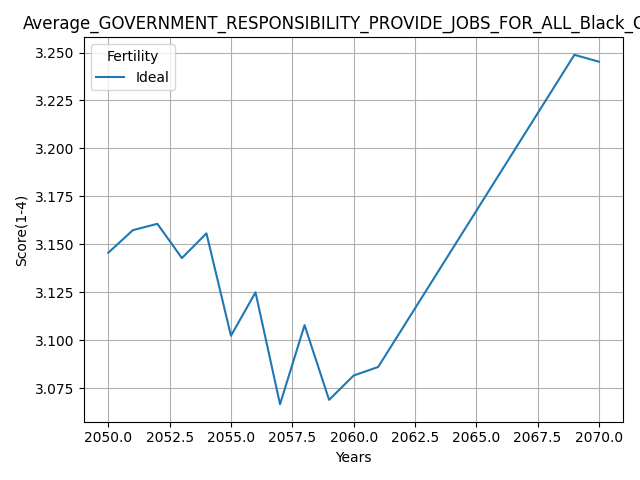 Average_GOVERNMENT_RESPONSIBILITY_PROVIDE_JOBS_FOR_ALL_Black_
Fertility
Ideal
3.250
3.225
3.200
3.175
3.150
3.125
3.100
3.075
Score(1-4)
2050.0 2052.5 2055.0 2057.5 2060.0 2062.5 2065.0 2067.5 2070.0
Years